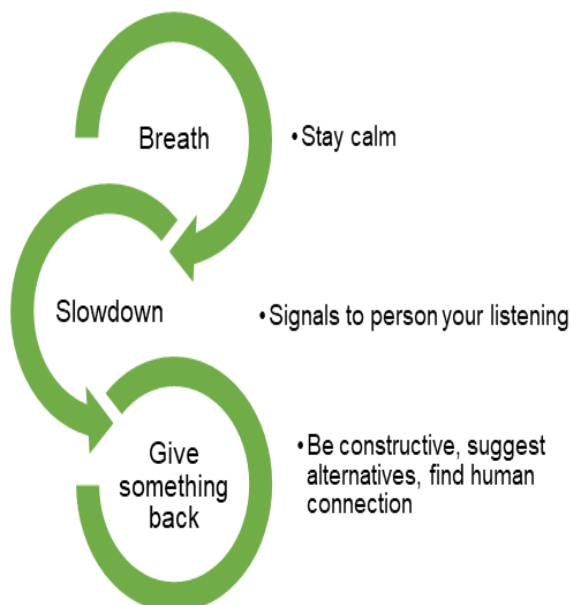 Breath
•Stay calm
Slowdown
•Signals to person your listening
Give
something
back
•Be constructive, suggest
alternatives, find human
connection